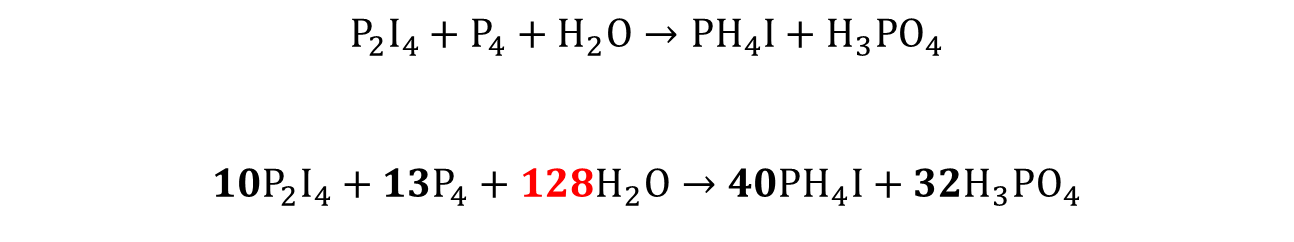 P₂I₄ + P₄ + H₂O → PH₄I + H₃PO₄
10P₂I₄ + 13P₄ + 128H₂O → 40PH₄I + 32H₃PO₄